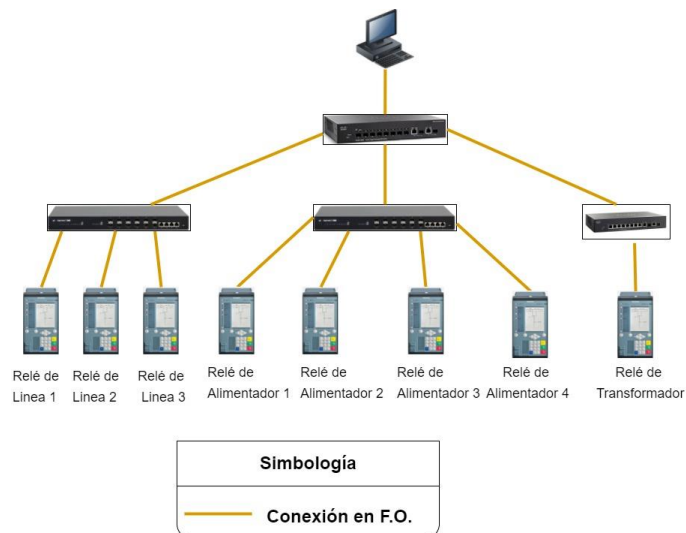 Relé de
Linea 1
Relé de
Linea 2
Relé de
Linea 3
Relé de
Alimentador 1
Relé de
Alimentador 2
Relé de
Alimentador 3
Relé de
Alimentador 4
Relé de
Transformador
Simbología
Conexión en F.O.